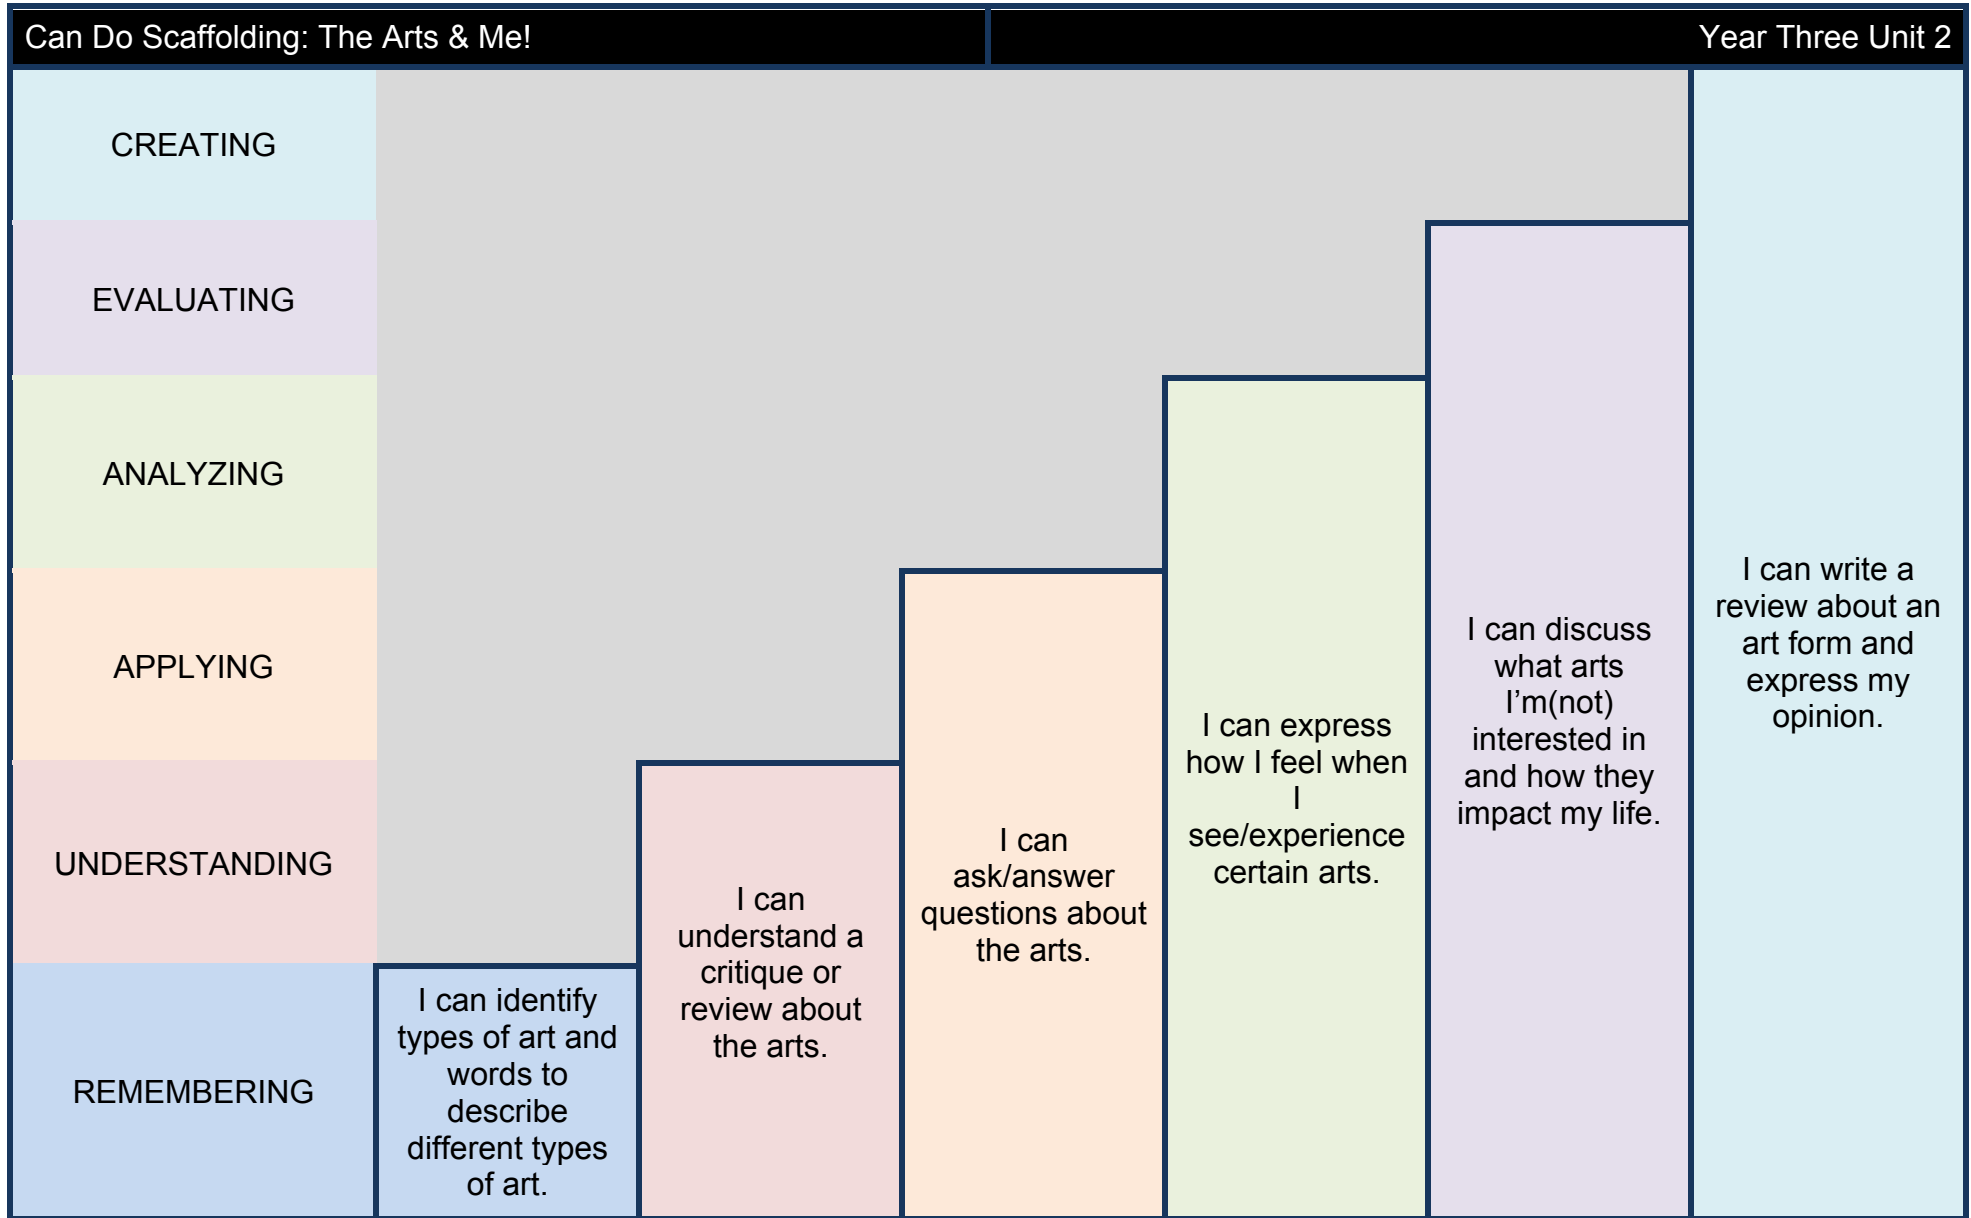 Can Do Scaffolding: The Arts & Me!
Year Three Unit 2
CREATING
EVALUATING
ANALYZING
APPLYING
UNDERSTANDING
REMEMBERING
I can identify
types of art and
words to
describe
different types
of art.
I can
understand a
critique or
review about
the arts.
I can
ask/answer
questions about
the arts.
I can express
how I feel when
I
see/experience
certain arts.
I can discuss
what arts
I’m(not)
interested in
and how they
impact my life.
I can write a
review about an
art form and
express my
opinion.